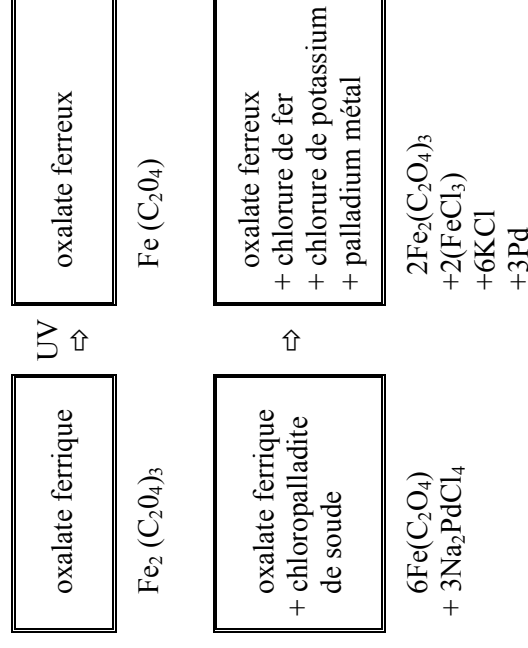 oxalate ferrique
UV
⇨
oxalate ferreux
Fe₂ (C₂0₄)₃
Fe (C₂0₄)
oxalate ferrique
+ chloropalladite
de soude
⇨
oxalate ferreux
+ chlorure de fer
+ chlorure de potassium
+ palladium métal
6Fe(C₂O₄)
+ 3Na₂PdCl₄
2Fe₂(C₂O₄)₃
+2(FeCl₃)
+6KCl
+3Pd